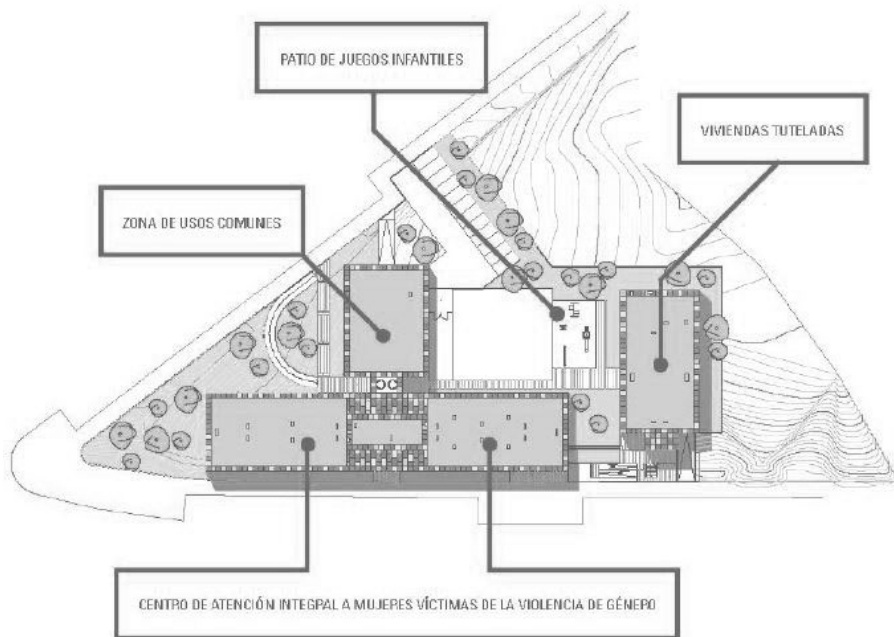 PATIO DE JUEGOS INFANTILES
VIVIENDAS TUTELADAS
ZONA DE USOS COMUNES
CENTRO DE ATENCIÓN INTEGRAL A MUJERES VÍCTIMAS DE LA VIOLENCIA DE GÉNERO